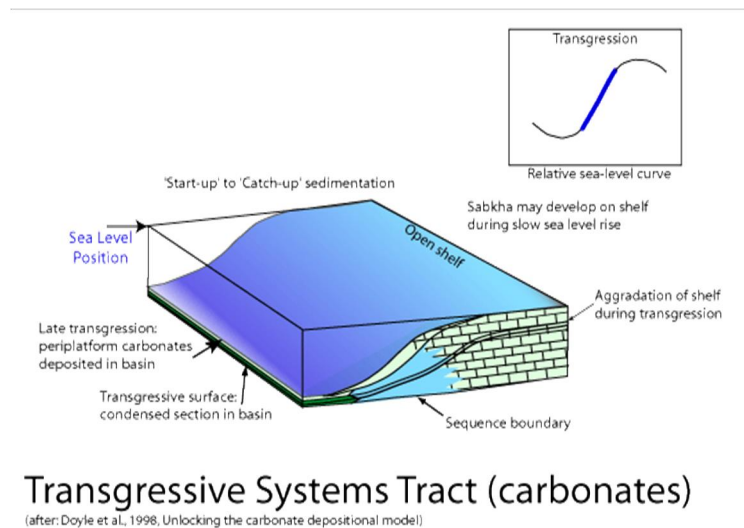 Transgression
Relative sea-level curve
'Start-up' to 'Catch-up' sedimentation
Sabkha may develop on shelf
during slow sea level rise
Sea Level
Position
Open shelf
Aggradation of shelf
during transgression
Late transgression:
periplatform carbonates
deposited in basin
Transgressive surface:
condensed section in basin
Sequence boundary
Transgressive Systems Tract (carbonates)
(after: Doyle et al., 1998, Unlocking the carbonate depositional model)